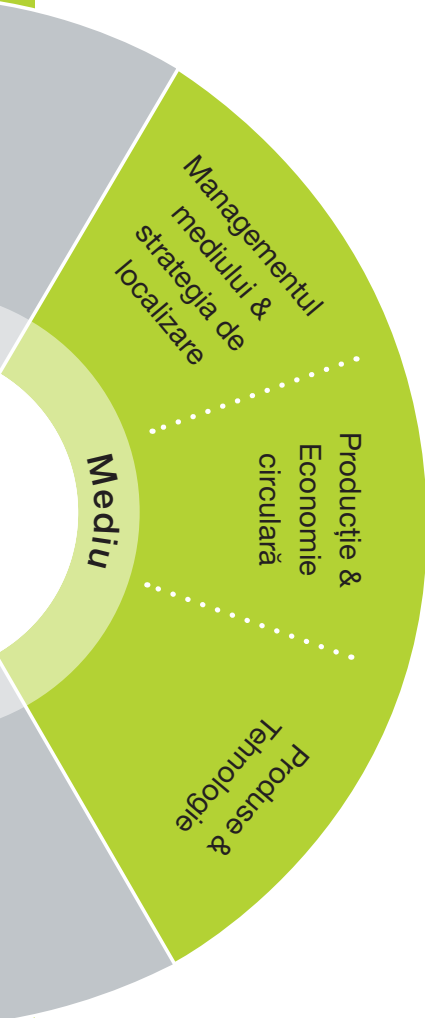 Managementul
mediului &
strategia de
localizare
Mediu
Producție &
Economie
circulară
Produse &
Tehnologie